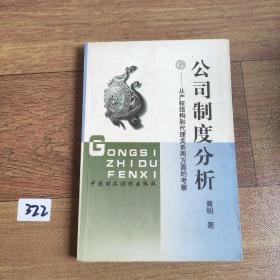 公司制度分析
——从产权结构和代理关系两方面的考察
黄明 著
GONGSI
ZHIDU
FENXI
中国财政经济出版社
322